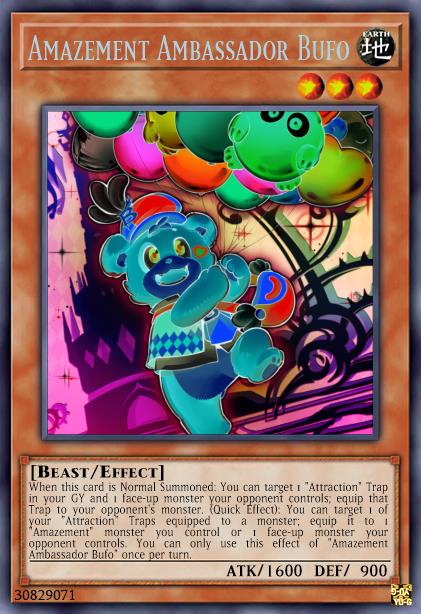 Amazement Ambassador Bufo
EARTH
地
[Beast/Effect]
When this card is Normal Summoned: You can target 1 "Attraction" Trap
in your GY and 1 face-up monster your opponent controls; equip that
Trap to your opponent's monster. (Quick Effect): You can target 1 of
your "Attraction" Traps equipped to a monster; equip it to 1
"Amazement" monster you control or 1 face-up monster your
opponent controls. You can only use this effect of "Amazement
Ambassador Bufo" once per turn.
ATK/1600 DEF/ 900
30829071